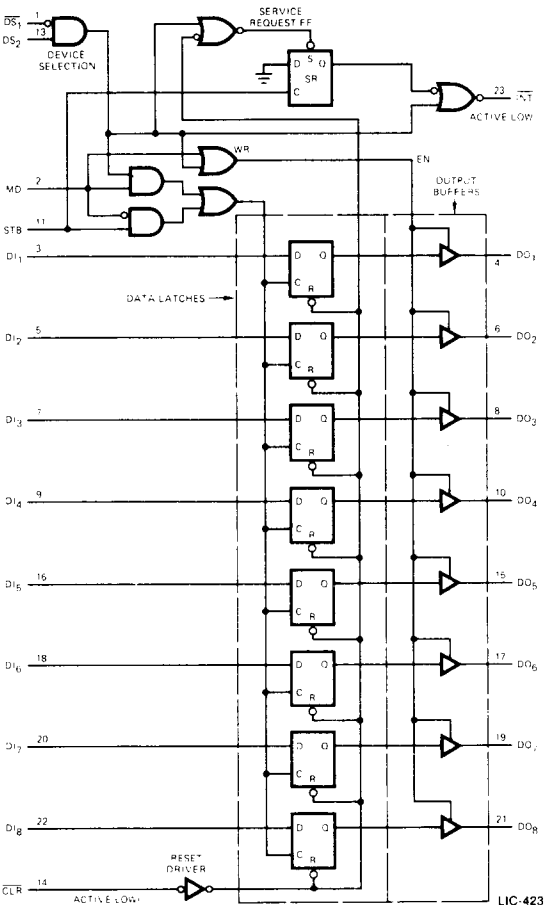 DS1 1
DS2 13
DEVICE
SELECTION
SERVICE
REQUEST FF
D S Q
SR
C
23 INT
ACTIVE LOW
MD 2
STB 11
WR
EN
OUTPUT
BUFFERS
DATA LATCHES
DI1 3 D Q C R 4 DO1
DI2 5 D Q C R 6 DO2
DI3 7 D Q C R 8 DO3
DI4 9 D Q C R 10 DO4
DI5 16 D Q C R 15 DO5
DI6 18 D Q C R 17 DO6
DI7 20 D Q C R 19 DO7
DI8 22 D Q C R 21 DO8
RESET
DRIVER
CLR 14
ACTIVE LOW
LIC-423